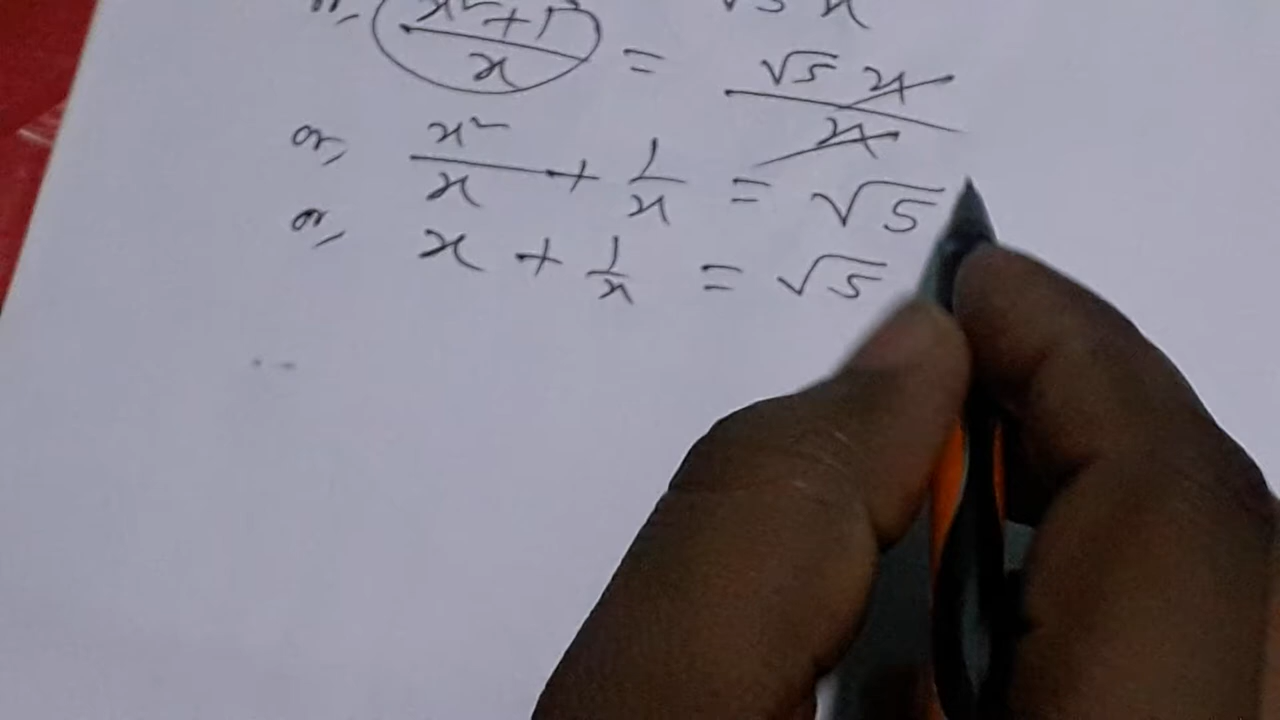 or, x²+1 / x = √5 x / x
or, x² / x + 1 / x = √5
or, x + 1 / x = √5